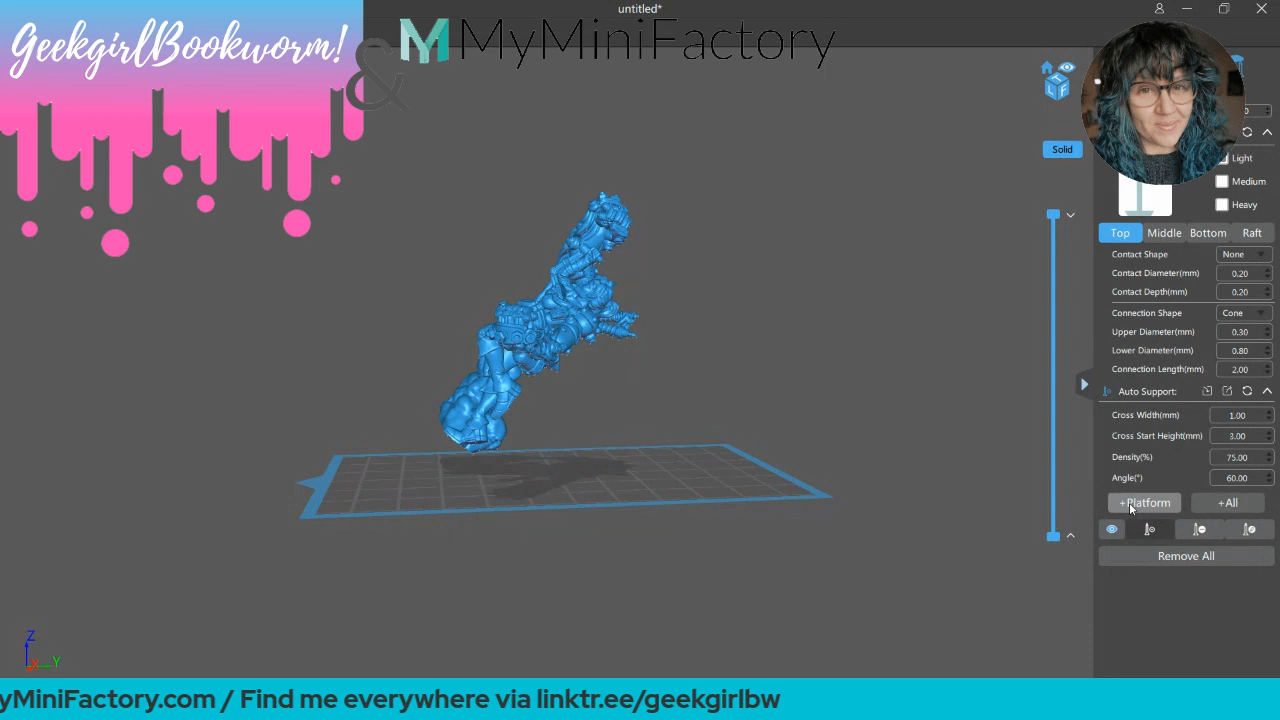 untitled*
GeekgirlBookworm!
& MyMiniFactory
T
L F
Solid
Light
Medium
Heavy
Top Middle Bottom Raft
Contact Shape None
Contact Diameter(mm) 0.20
Contact Depth(mm) 0.20
Connection Shape Cone
Upper Diameter(mm) 0.30
Lower Diameter(mm) 0.80
Connection Length(mm) 2.00
Auto Support:
Cross Width(mm) 1.00
Cross Start Height(mm) 3.00
Density(%) 75.00
Angle(°) 60.00
+Platform +All
Remove All
Z
X Y
yMiniFactory.com / Find me everywhere via linktr.ee/geekgirlbw